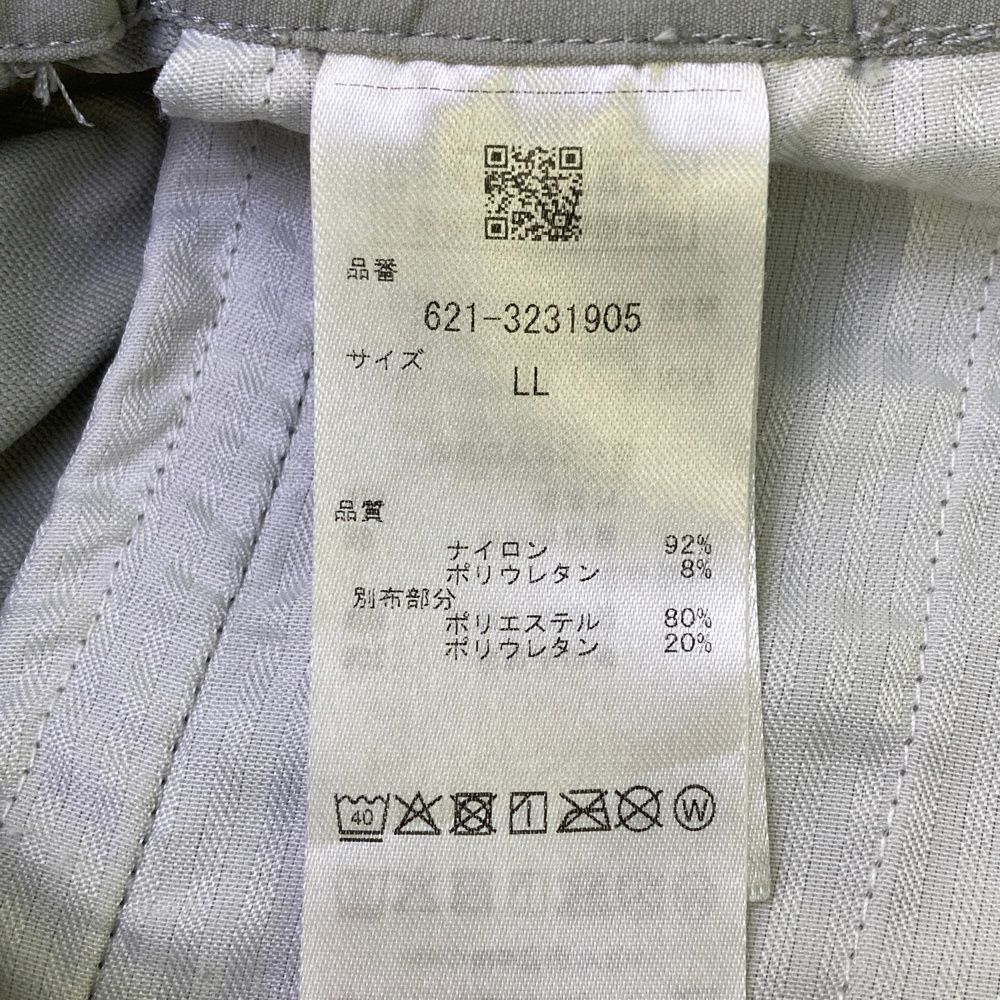 品番
621-3231905
サイズ
LL
品質
ナイロン 92%
ポリウレタン 8%
別布部分
ポリエステル 80%
ポリウレタン 20%
40 W